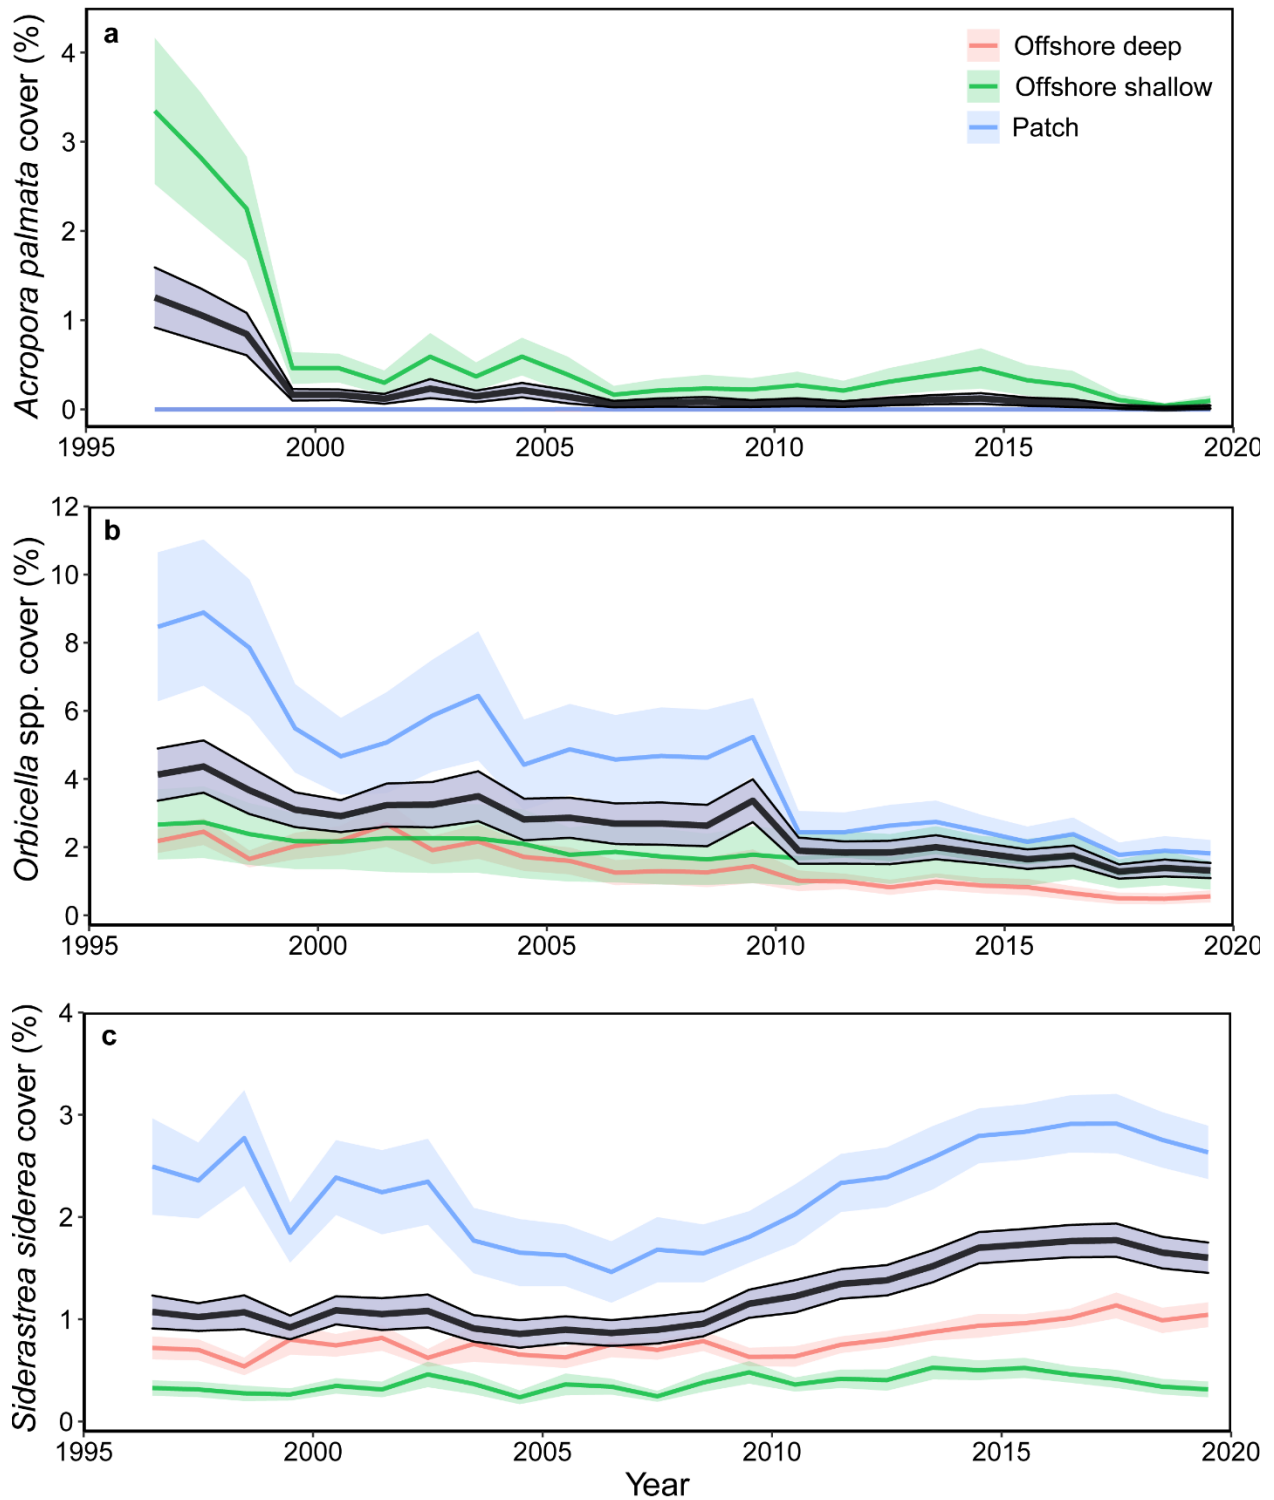 a
Offshore deep
Offshore shallow
Patch
Acropora palmata cover (%)
4
3
2
1
0
1995 2000 2005 2010 2015 2020
b
Orbicella spp. cover (%)
12
10
8
6
4
2
0
1995 2000 2005 2010 2015 2020
c
Siderastrea siderea cover (%)
4
3
2
1
0
1995 2000 2005 2010 2015 2020
Year